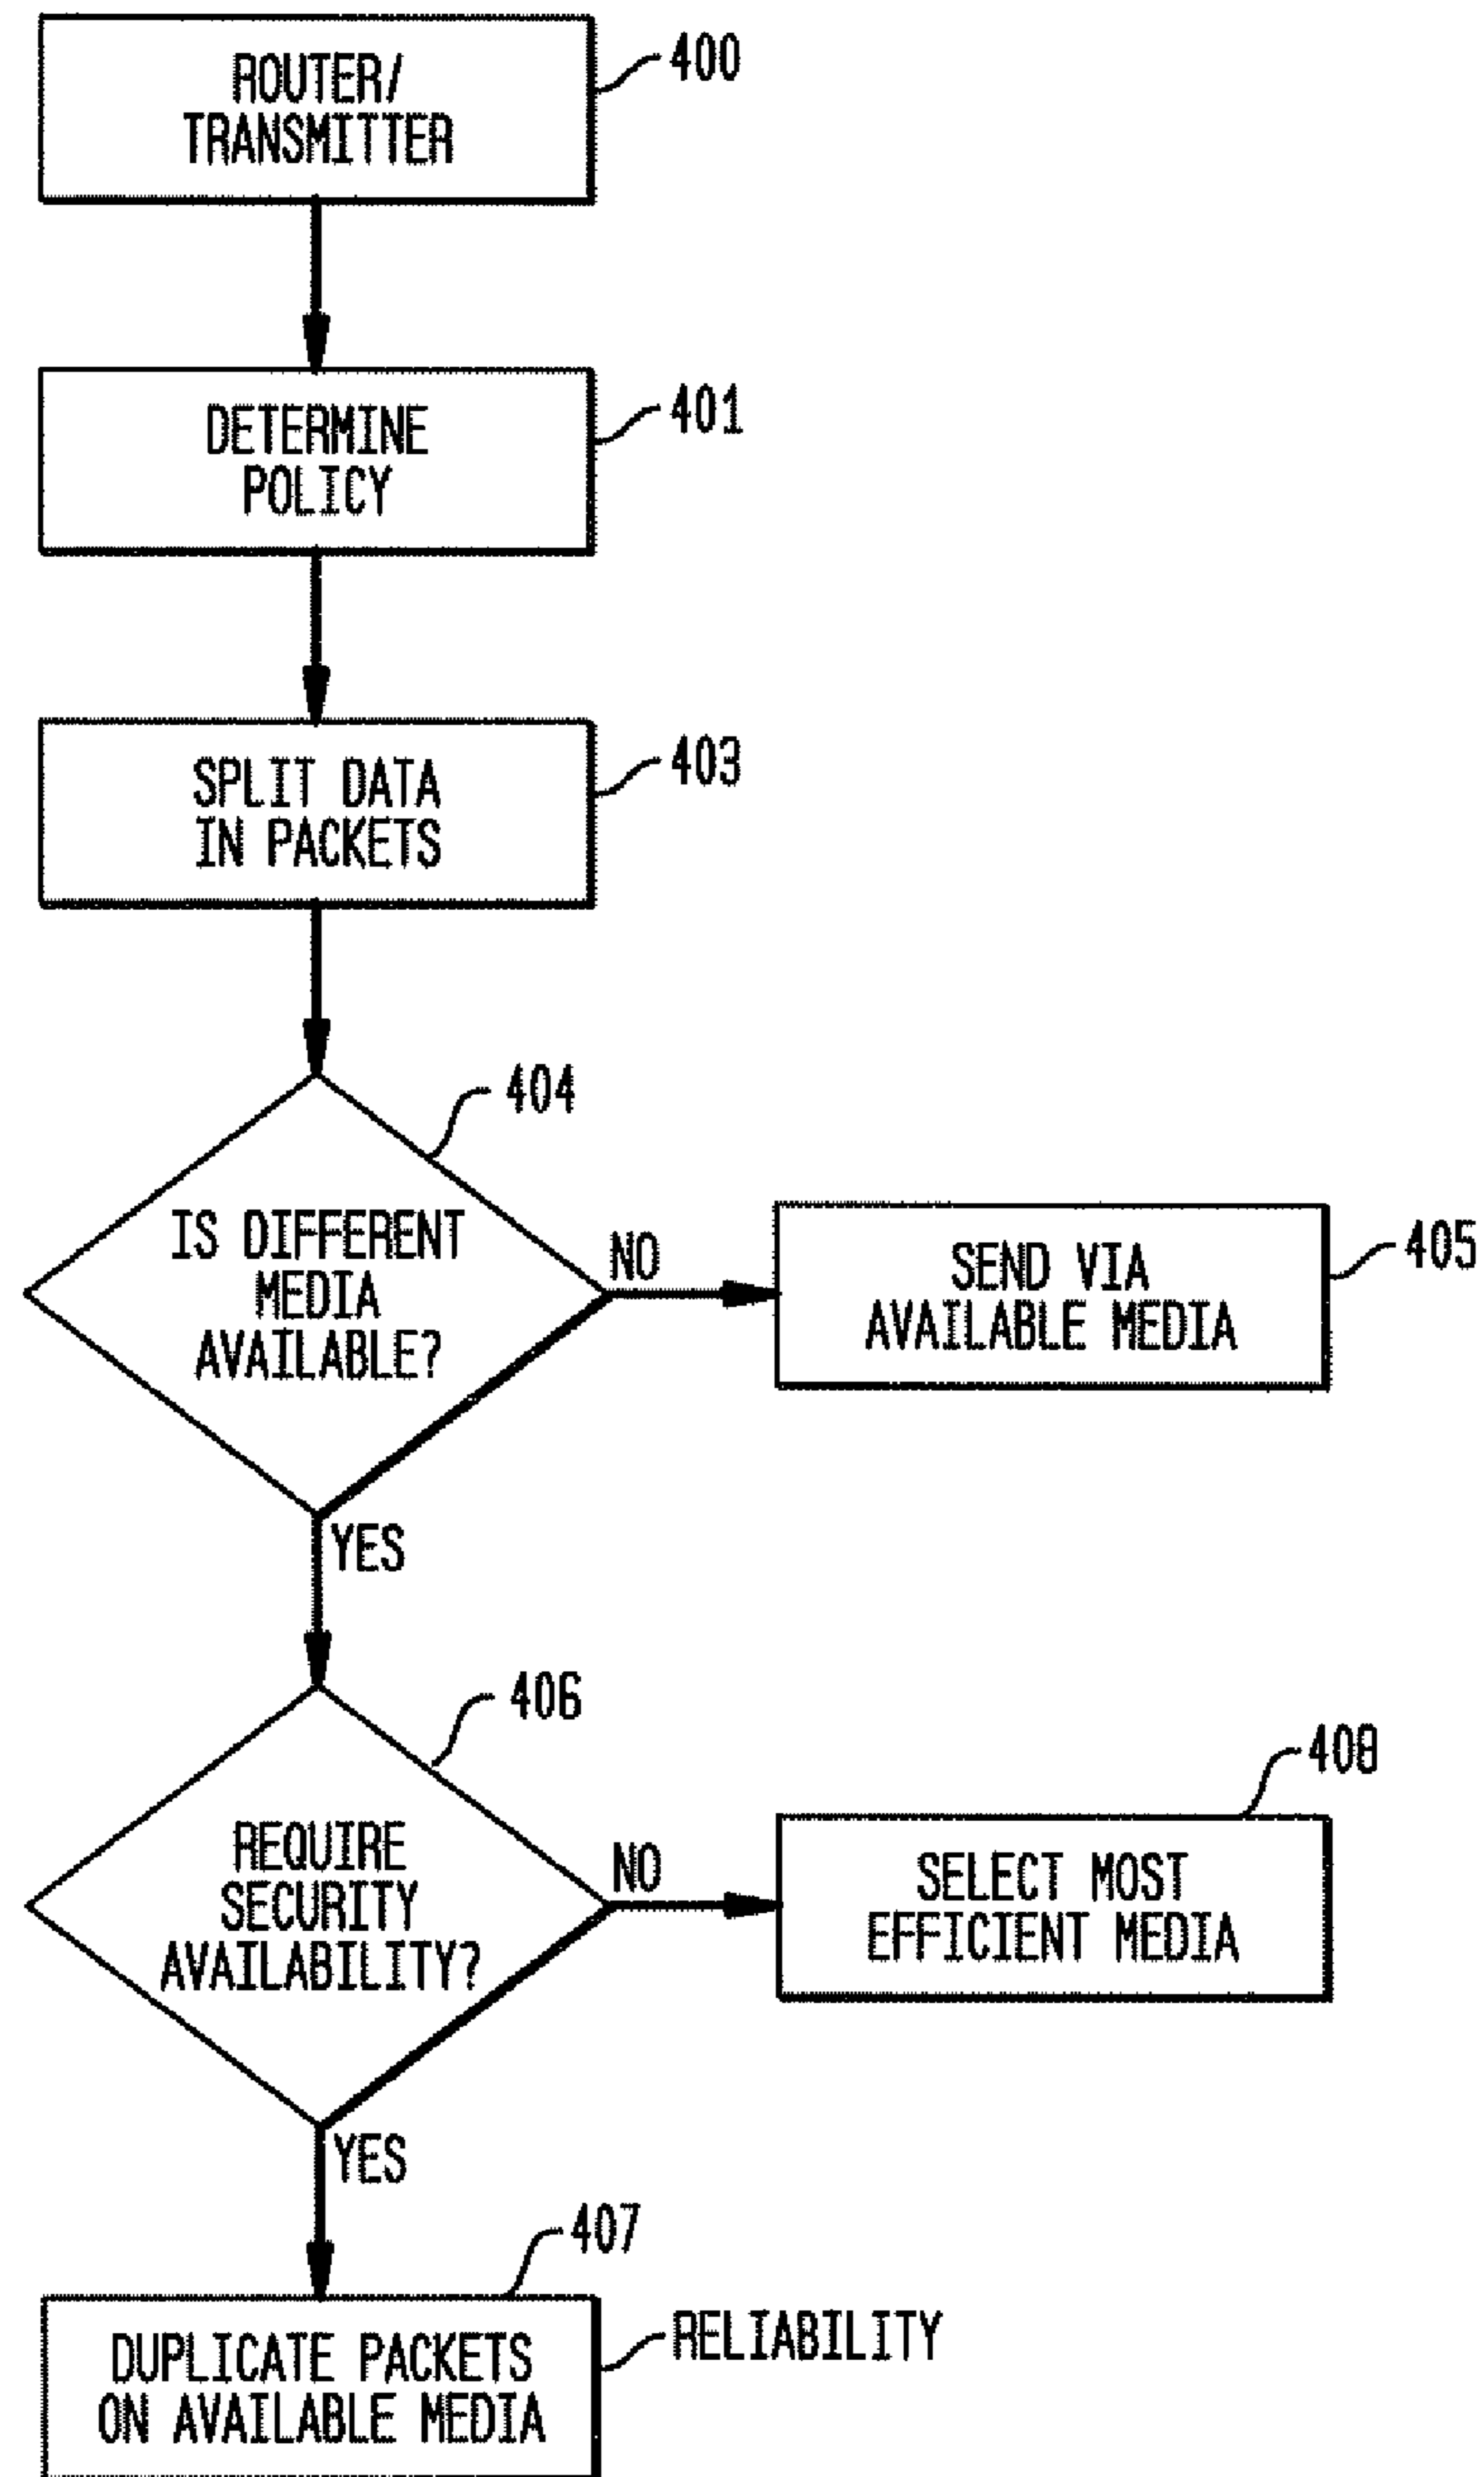 ROUTER/
TRANSMITTER
400
DETERMINE
POLICY
401
SPLIT DATA
IN PACKETS
403
404
IS DIFFERENT
MEDIA
AVAILABLE?
NO
SEND VIA
AVAILABLE MEDIA
405
YES
406
REQUIRE
SECURITY
AVAILABILITY?
NO
408
SELECT MOST
EFFICIENT MEDIA
YES
407
DUPLICATE PACKETS
ON AVAILABLE MEDIA
RELIABILITY